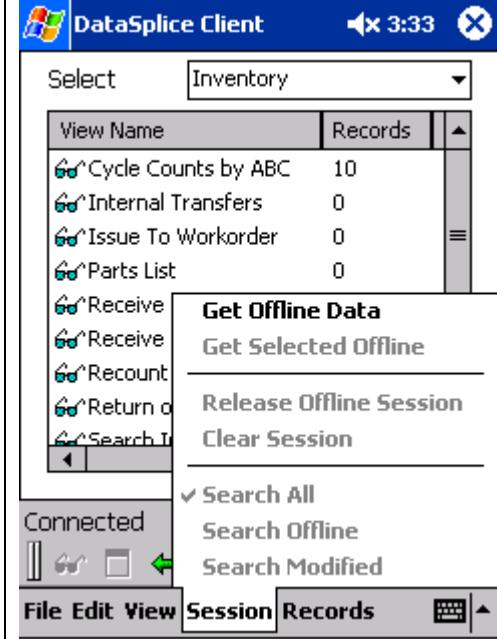 DataSplice Client 3:33
Select Inventory
View Name Records
Cycle Counts by ABC 10
Internal Transfers 0
Issue To Workorder 0
Parts List 0
Receive
Receive
Recount
Return o
Search I
Get Offline Data
Get Selected Offline
Release Offline Session
Clear Session
Search All
Search Offline
Search Modified
Connected
File Edit View Session Records